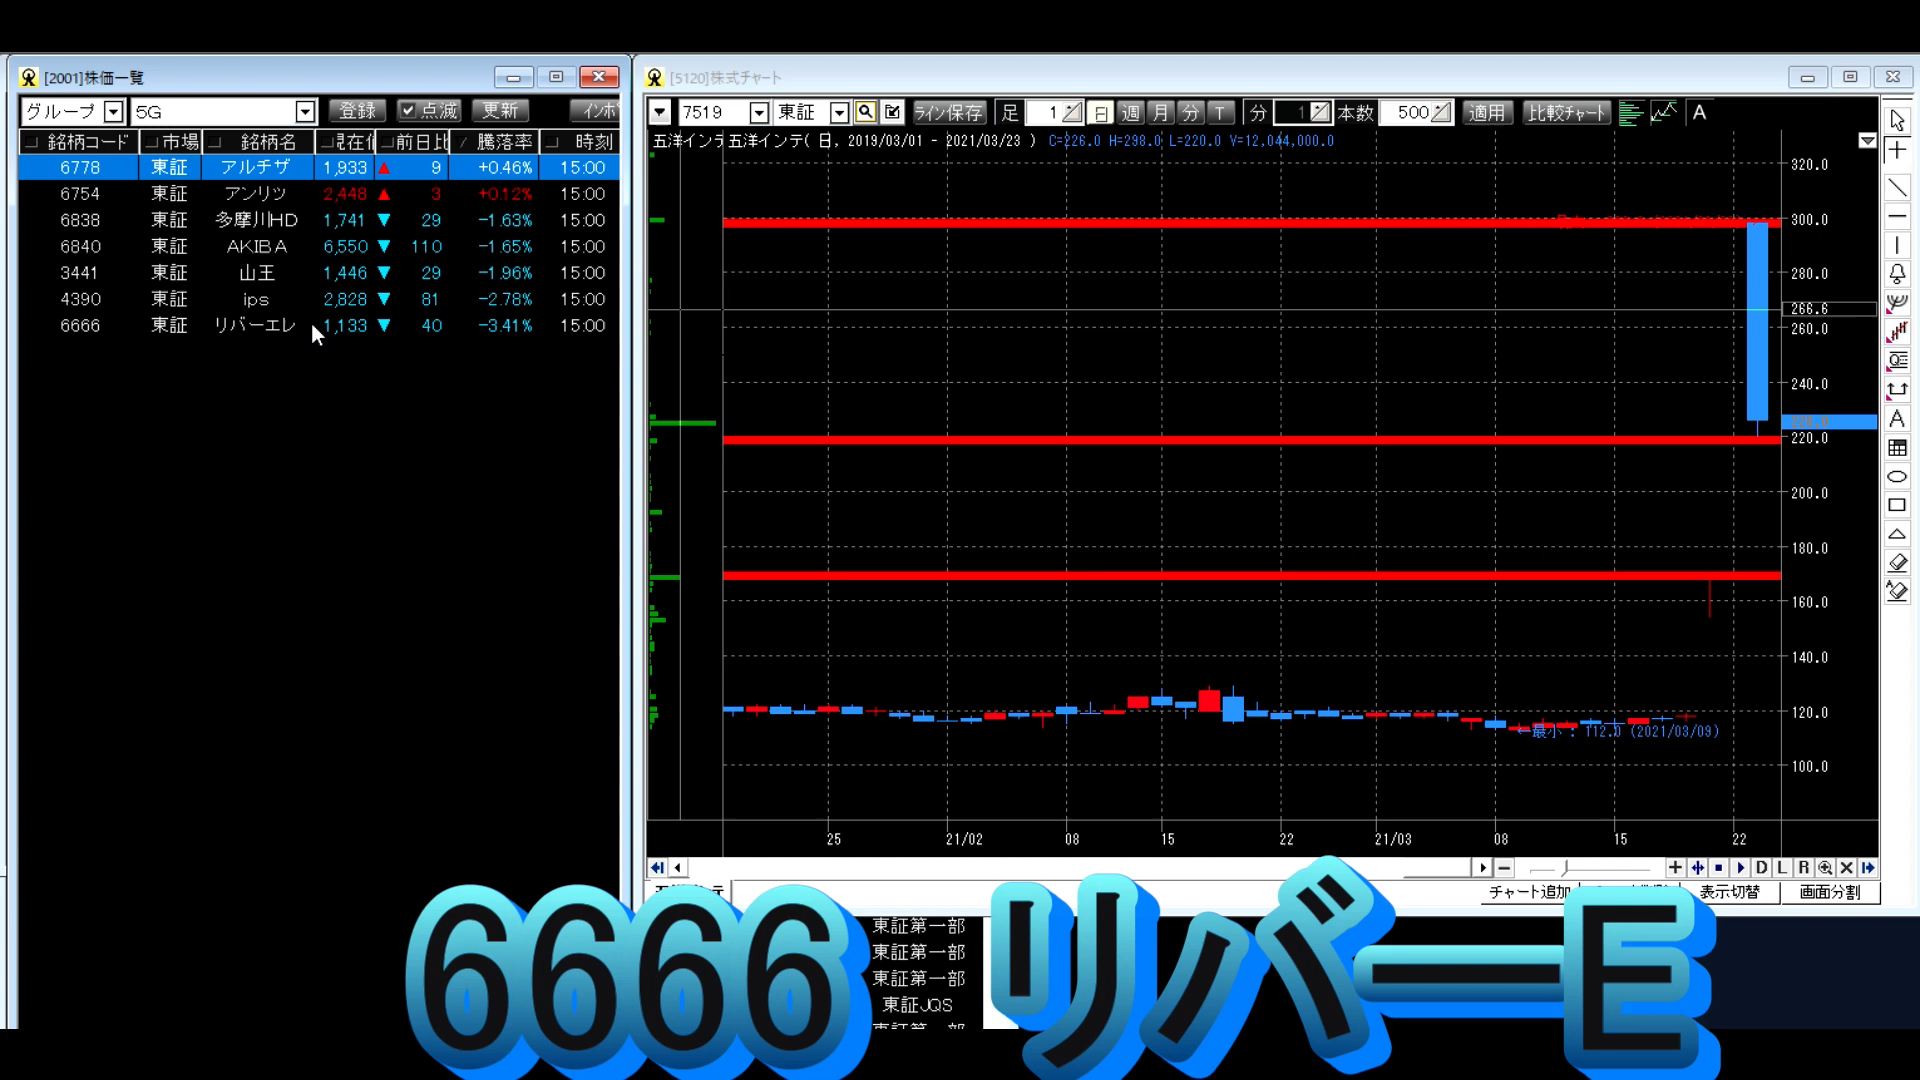 [2001]株価一覧
グループ 5G 登録 点滅 更新
銘柄コード 市場 銘柄名 前日比 騰落率 時刻
6778 東証 アルチザ 1,933 ▲ 9 +0.46% 15:00
6754 東証 アンリツ 2,448 ▲ 3 +0.12% 15:00
6838 東証 多摩川HD 1,741 ▼ 29 -1.63% 15:00
6840 東証 AKIBA 6,550 ▼ 110 -1.65% 15:00
3441 東証 山王 1,446 ▼ 29 -1.96% 15:00
4390 東証 ips 2,828 ▼ 81 -2.78% 15:00
6666 東証 リバーエレ 1,133 ▼ 40 -3.41% 15:00
[5120]株式チャート
7519 東証 ライン保存 足 1 日 週 月 分 T 分 1 本数 500 適用 比較チャート A
五洋インテ( 日, 2019/03/01 - 2021/03/23 ) C=226.0 H=298.0 L=220.0 V=12,044,000.0
320.0
300.0
280.0
266.6
260.0
240.0
220.0
200.0
180.0
160.0
140.0
120.0
100.0
←最小 : 112.0 (2021/03/09)
25 21/02 08 15 22 21/03 08 15 22
D L R
チャート追加 表示切替 画面分割
東証第一部
東証第一部
東証第一部
東証JQS
6666 リバーE